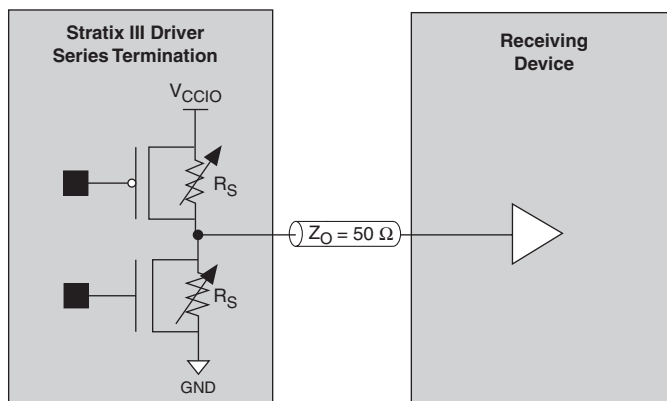 Stratix III Driver
Series Termination
Receiving
Device
VCCIO
RS
ZO = 50 Ω
RS
GND